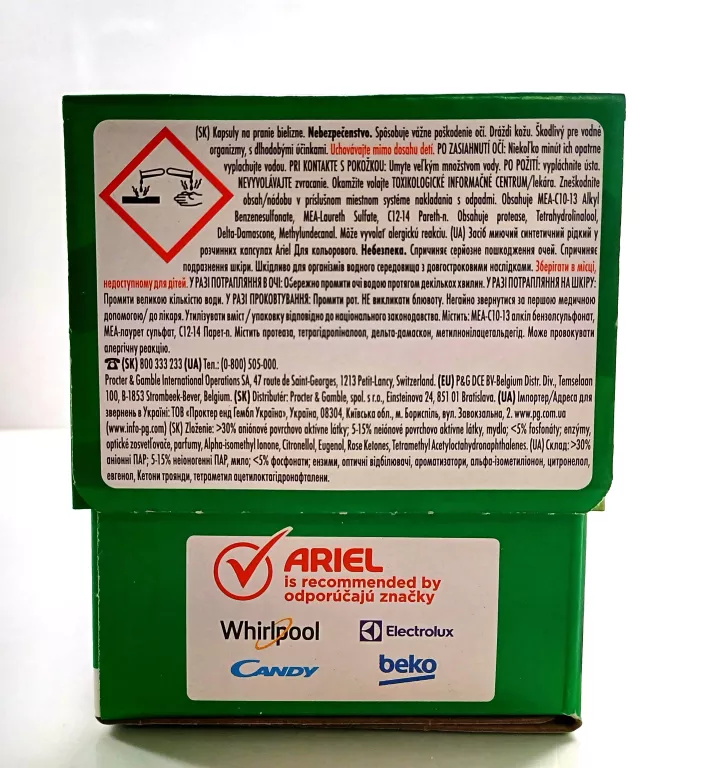 (SK) Kapsuly na pranie bielizne. Nebezpečenstvo. Spôsobuje vážne poškodenie očí. Dráždi kožu. Škodlivý pre vodné
organizmy, s dlhodobými účinkami. Uchovávajte mimo dosahu detí. PO ZASIAHNUTÍ OČÍ: Niekoľko minút ich opatrne
vyplachujte vodou. PRI KONTAKTE S POKOŽKOU: Umyte veľkým množstvom vody. PO POŽITÍ: vypláchnite ústa.
NEVYVOLÁVAJTE zvracanie. Okamžite volajte TOXIKOLOGICKÉ INFORMAČNÉ CENTRUM/lekára. Zneškodnite
obsah/nádobu v príslušnom miestnom systéme nakladania s odpadmi. Obsahuje MEA-C10-13 Alkyl
Benzenesulfonate, MEA-Laureth Sulfate, C12-14 Pareth-n. Obsahuje protease, Tetrahydrolinalool,
Delta-Damascone, Methylundecanal. Môže vyvolať alergickú reakciu. (UA) Засіб миючий синтетичний рідкий у
розчинних капсулах Ariel Для кольорового. Небезпека. Спричиняє серйозне пошкодження очей. Спричиняє
подразнення шкіри. Шкідливо для організмів водного середовища з довгостроковими наслідками. Зберігати в місці,
недоступному для дітей. У РАЗІ ПОТРАПЛЯННЯ В ОЧІ: Обережно промити очі водою протягом декількох хвилин. У РАЗІ ПОТРАПЛЯННЯ НА ШКІРУ:
Промити великою кількістю води. У РАЗІ ПРОКОВТУВАННЯ: Промити рот. НЕ викликати блювоту. Негайно звернутися за першою медичною
допомогою/ до лікаря. Утилізувати вміст/упаковку відповідно до національного законодавства. Містить: МЕА-С10-13 алкіл бензолсульфонат,
МЕА-лаурет сульфат, С12-14 Парет-n. Містить протеаза, тетрагідроліналоол, дельта-дамаскон, метилнонілацетальдегід. Може провокувати
алергічну реакцію.
☎(SK) 800 333 233 (UA) Тел.: (0-800) 505-000.
Procter & Gamble International Operations SA, 47 route de Saint-Georges, 1213 Petit-Lancy, Switzerland. (EU) P&G DCE BV-Belgium Distr. Div., Temselaan
100, B-1853 Strombeek-Bever, Belgium. (SK) Distribútor: Procter & Gamble, spol. s r.o., Einsteinova 24, 851 01 Bratislava. (UA) Імпортер/Адреса для
звернень в Україні: ТОВ «Проктер енд Гембл Україна», Україна, 08304, Київська обл., м. Бориспіль, вул. Завокзальна, 2. www.pg.com.ua
(www.info-pg.com) (SK) Zloženie: >30% aniónové povrchovo aktívne látky; 5-15% neiónové povrchovo aktívne látky, mydlo; <5% fosfonáty; enzýmy,
optické zosvetľovače, parfumy, Alpha-isomethyl Ionone, Citronellol, Eugenol, Rose Ketones, Tetramethyl Acetyloctahydronaphthalenes. (UA) Склад: >30%
аніонні ПАР; 5-15% неіоногенні ПАР, мило; <5% фосфонати; ензими, оптичні відбілювачі, ароматизатори, альфа-ізометиліонон, цитронелол,
евгенол, Кетони троянди, тетраметил ацетилоктагідронафталени.
ARIEL
is recommended by
odporúčajú značky
Whirlpool
Electrolux
CANDY
beko